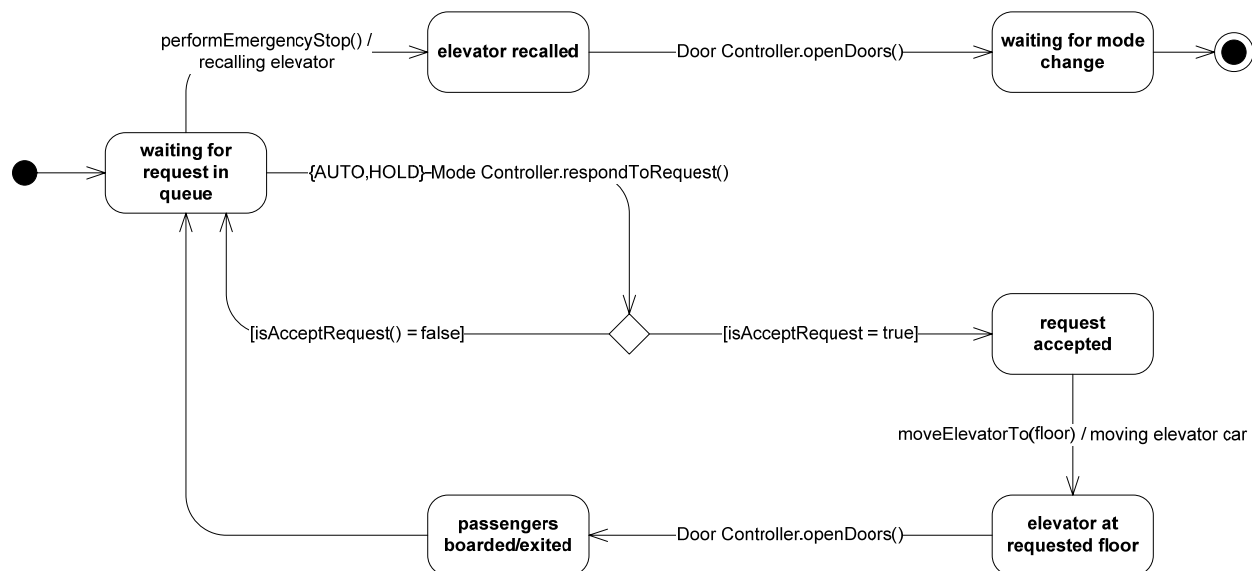 performEmergencyStop() /
recalling elevator
elevator recalled
Door Controller.openDoors()
waiting for mode
change
waiting for
request in
queue
{AUTO,HOLD}-Mode Controller.respondToRequest()
[isAcceptRequest() = false]
[isAcceptRequest = true]
request
accepted
moveElevatorTo(floor) / moving elevator car
passengers
boarded/exited
Door Controller.openDoors()
elevator at
requested floor